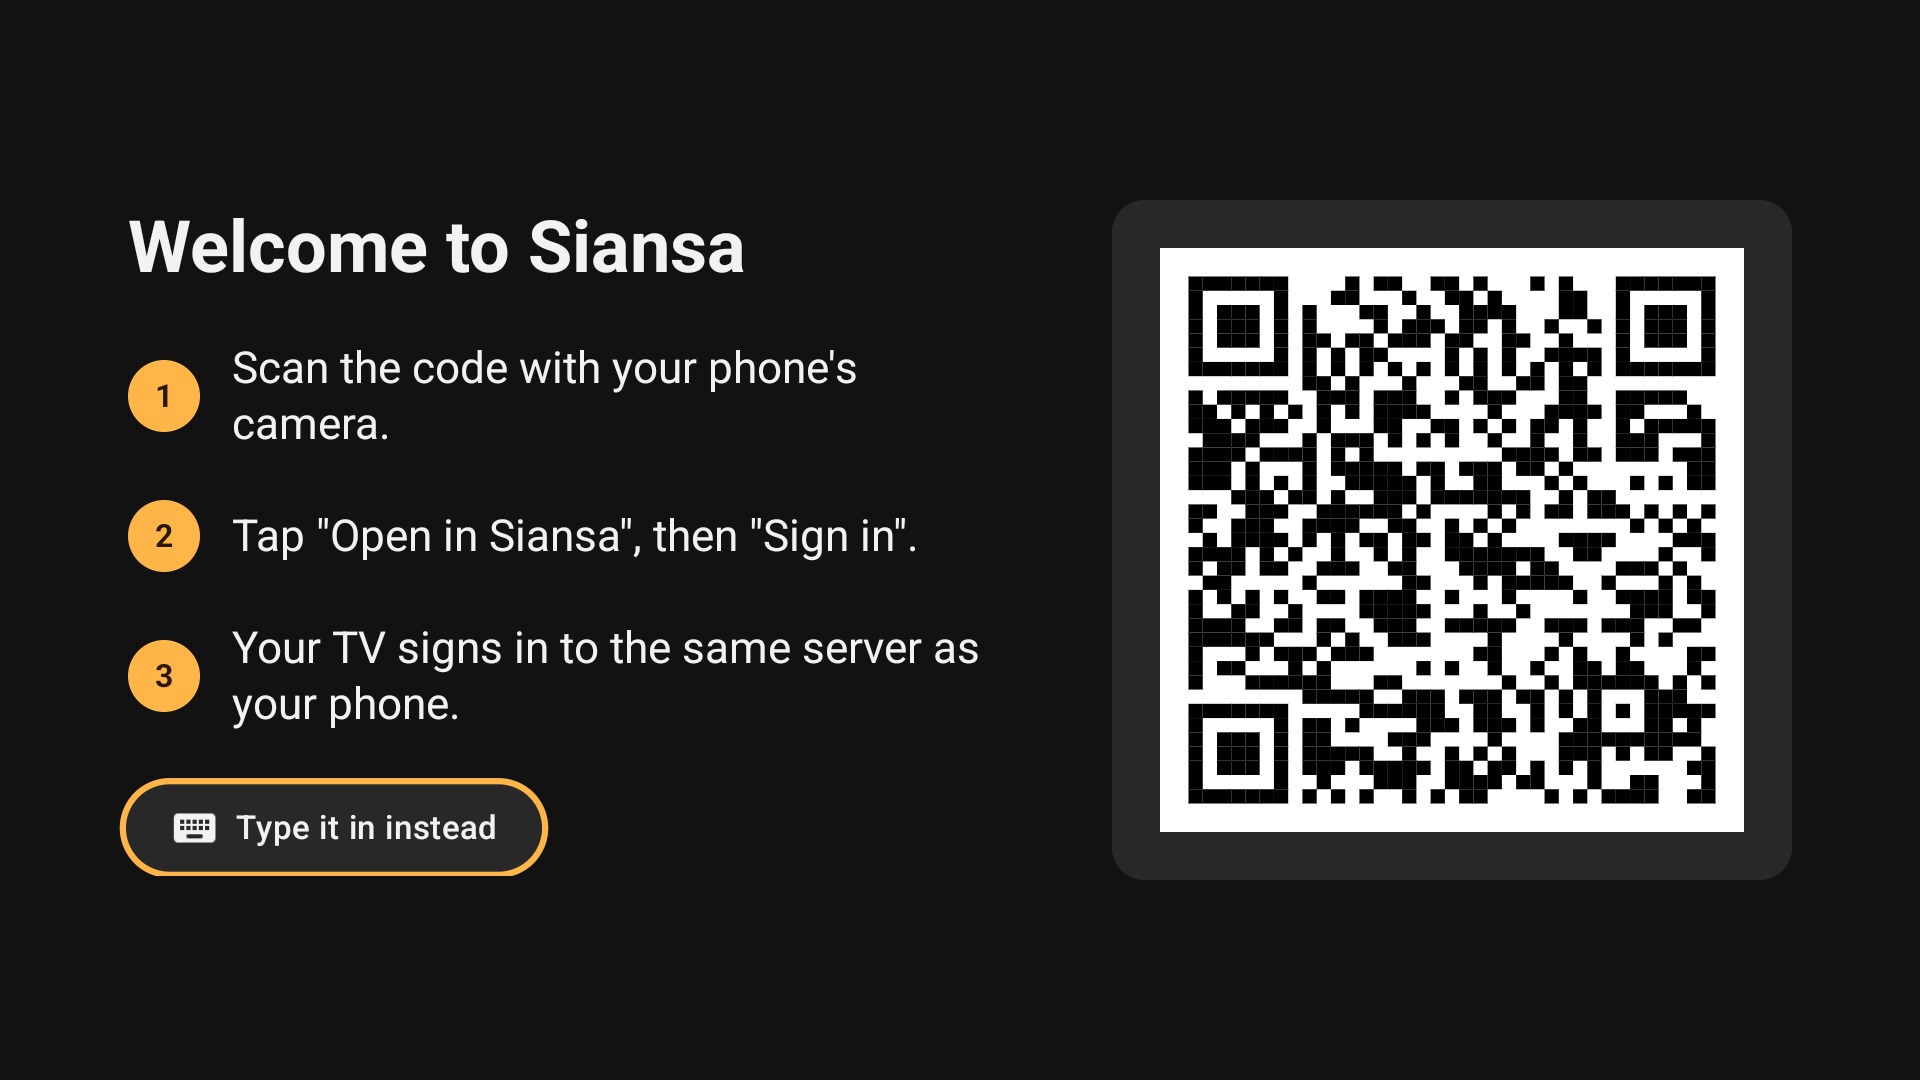 Welcome to Siansa
1
Scan the code with your phone's
camera.
2
Tap "Open in Siansa", then "Sign in".
3
Your TV signs in to the same server as
your phone.
Type it in instead